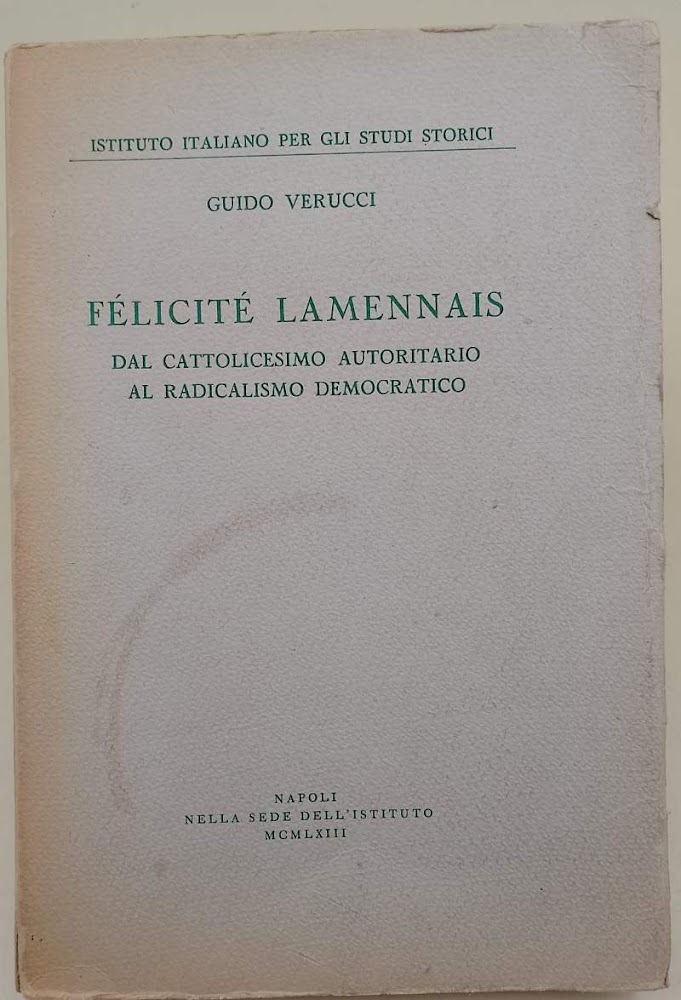 ISTITUTO ITALIANO PER GLI STUDI STORICI
GUIDO VERUCCI
FÉLICITÉ LAMENNAIS
DAL CATTOLICESIMO AUTORITARIO
AL RADICALISMO DEMOCRATICO
NAPOLI
NELLA SEDE DELL'ISTITUTO
MCMLXIII